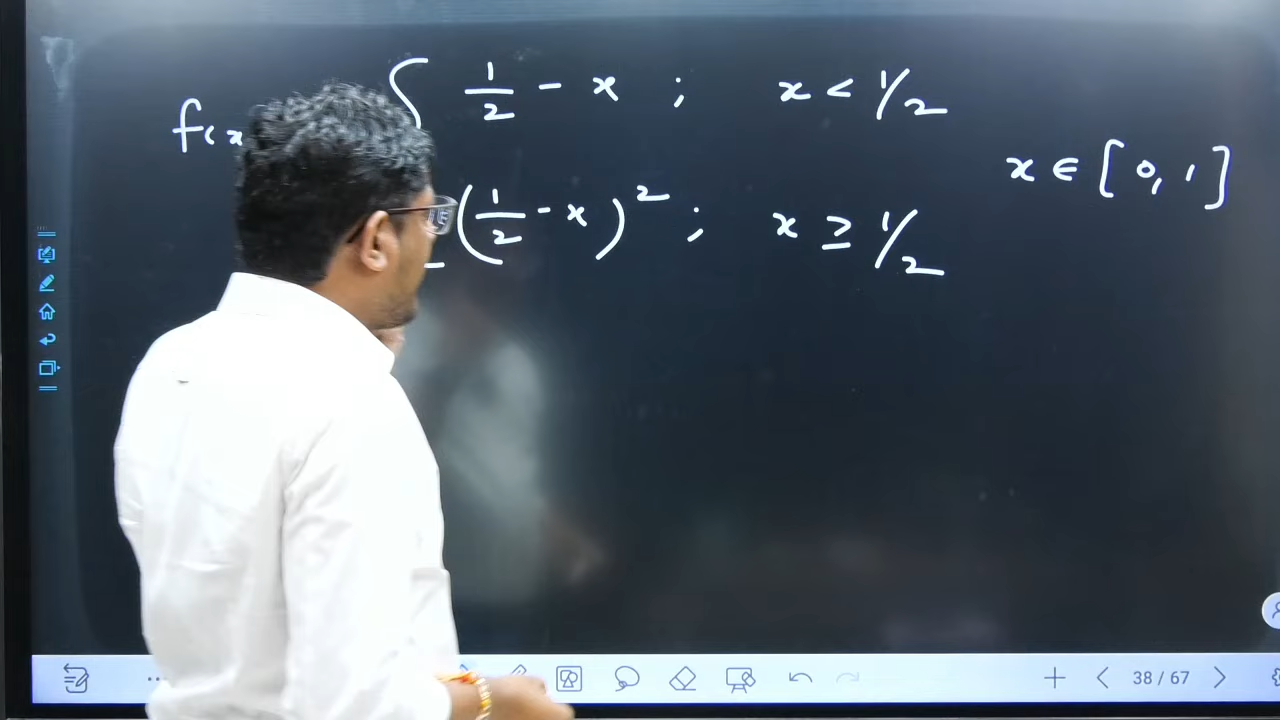 f(x { 1/2 - x ; x < 1/2
x ∈ [0, 1]
(1/2 - x)² ; x ≥ 1/2
38 / 67